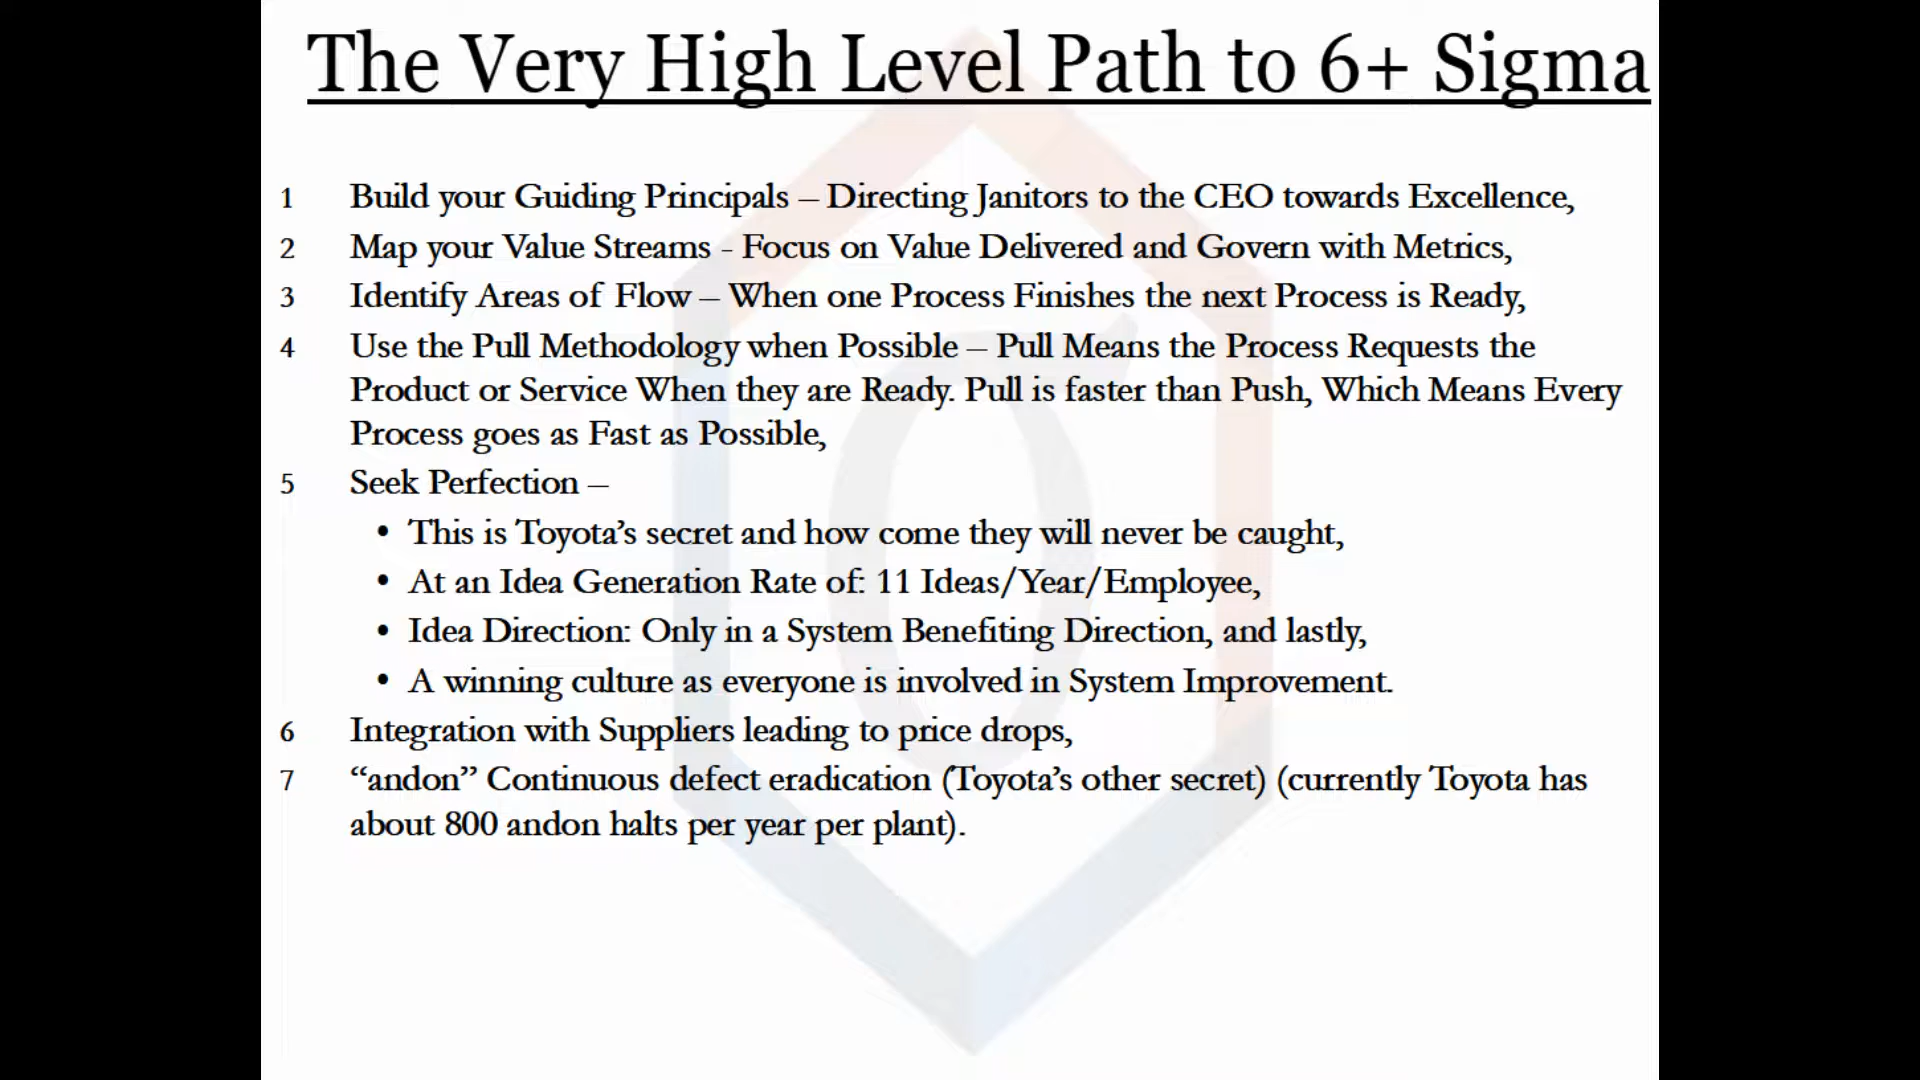 The Very High Level Path to 6+ Sigma
1 Build your Guiding Principals – Directing Janitors to the CEO towards Excellence,
2 Map your Value Streams - Focus on Value Delivered and Govern with Metrics,
3 Identify Areas of Flow – When one Process Finishes the next Process is Ready,
4 Use the Pull Methodology when Possible – Pull Means the Process Requests the
Product or Service When they are Ready. Pull is faster than Push, Which Means Every
Process goes as Fast as Possible,
5 Seek Perfection –
• This is Toyota’s secret and how come they will never be caught,
• At an Idea Generation Rate of: 11 Ideas/Year/Employee,
• Idea Direction: Only in a System Benefiting Direction, and lastly,
• A winning culture as everyone is involved in System Improvement.
6 Integration with Suppliers leading to price drops,
7 “andon” Continuous defect eradication (Toyota’s other secret) (currently Toyota has
about 800 andon halts per year per plant).